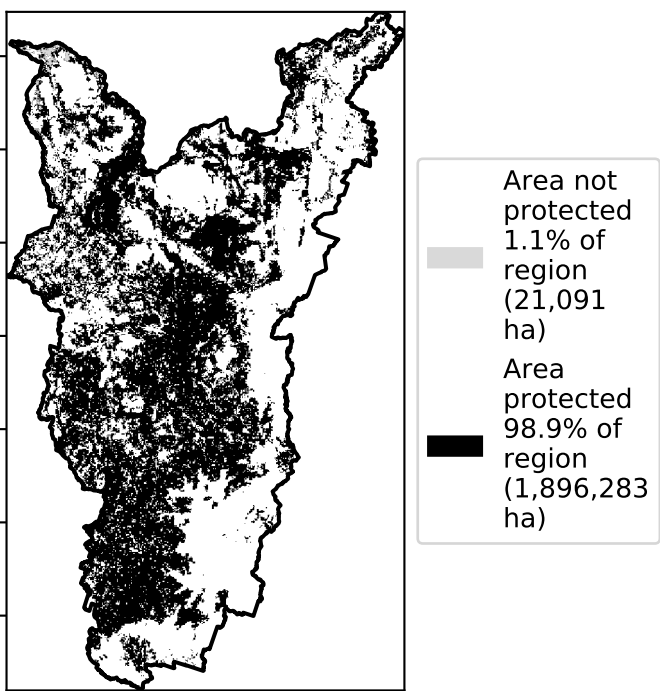 Area not
protected
1.1% of
region
(21,091
ha)
Area
protected
98.9% of
region
(1,896,283
ha)